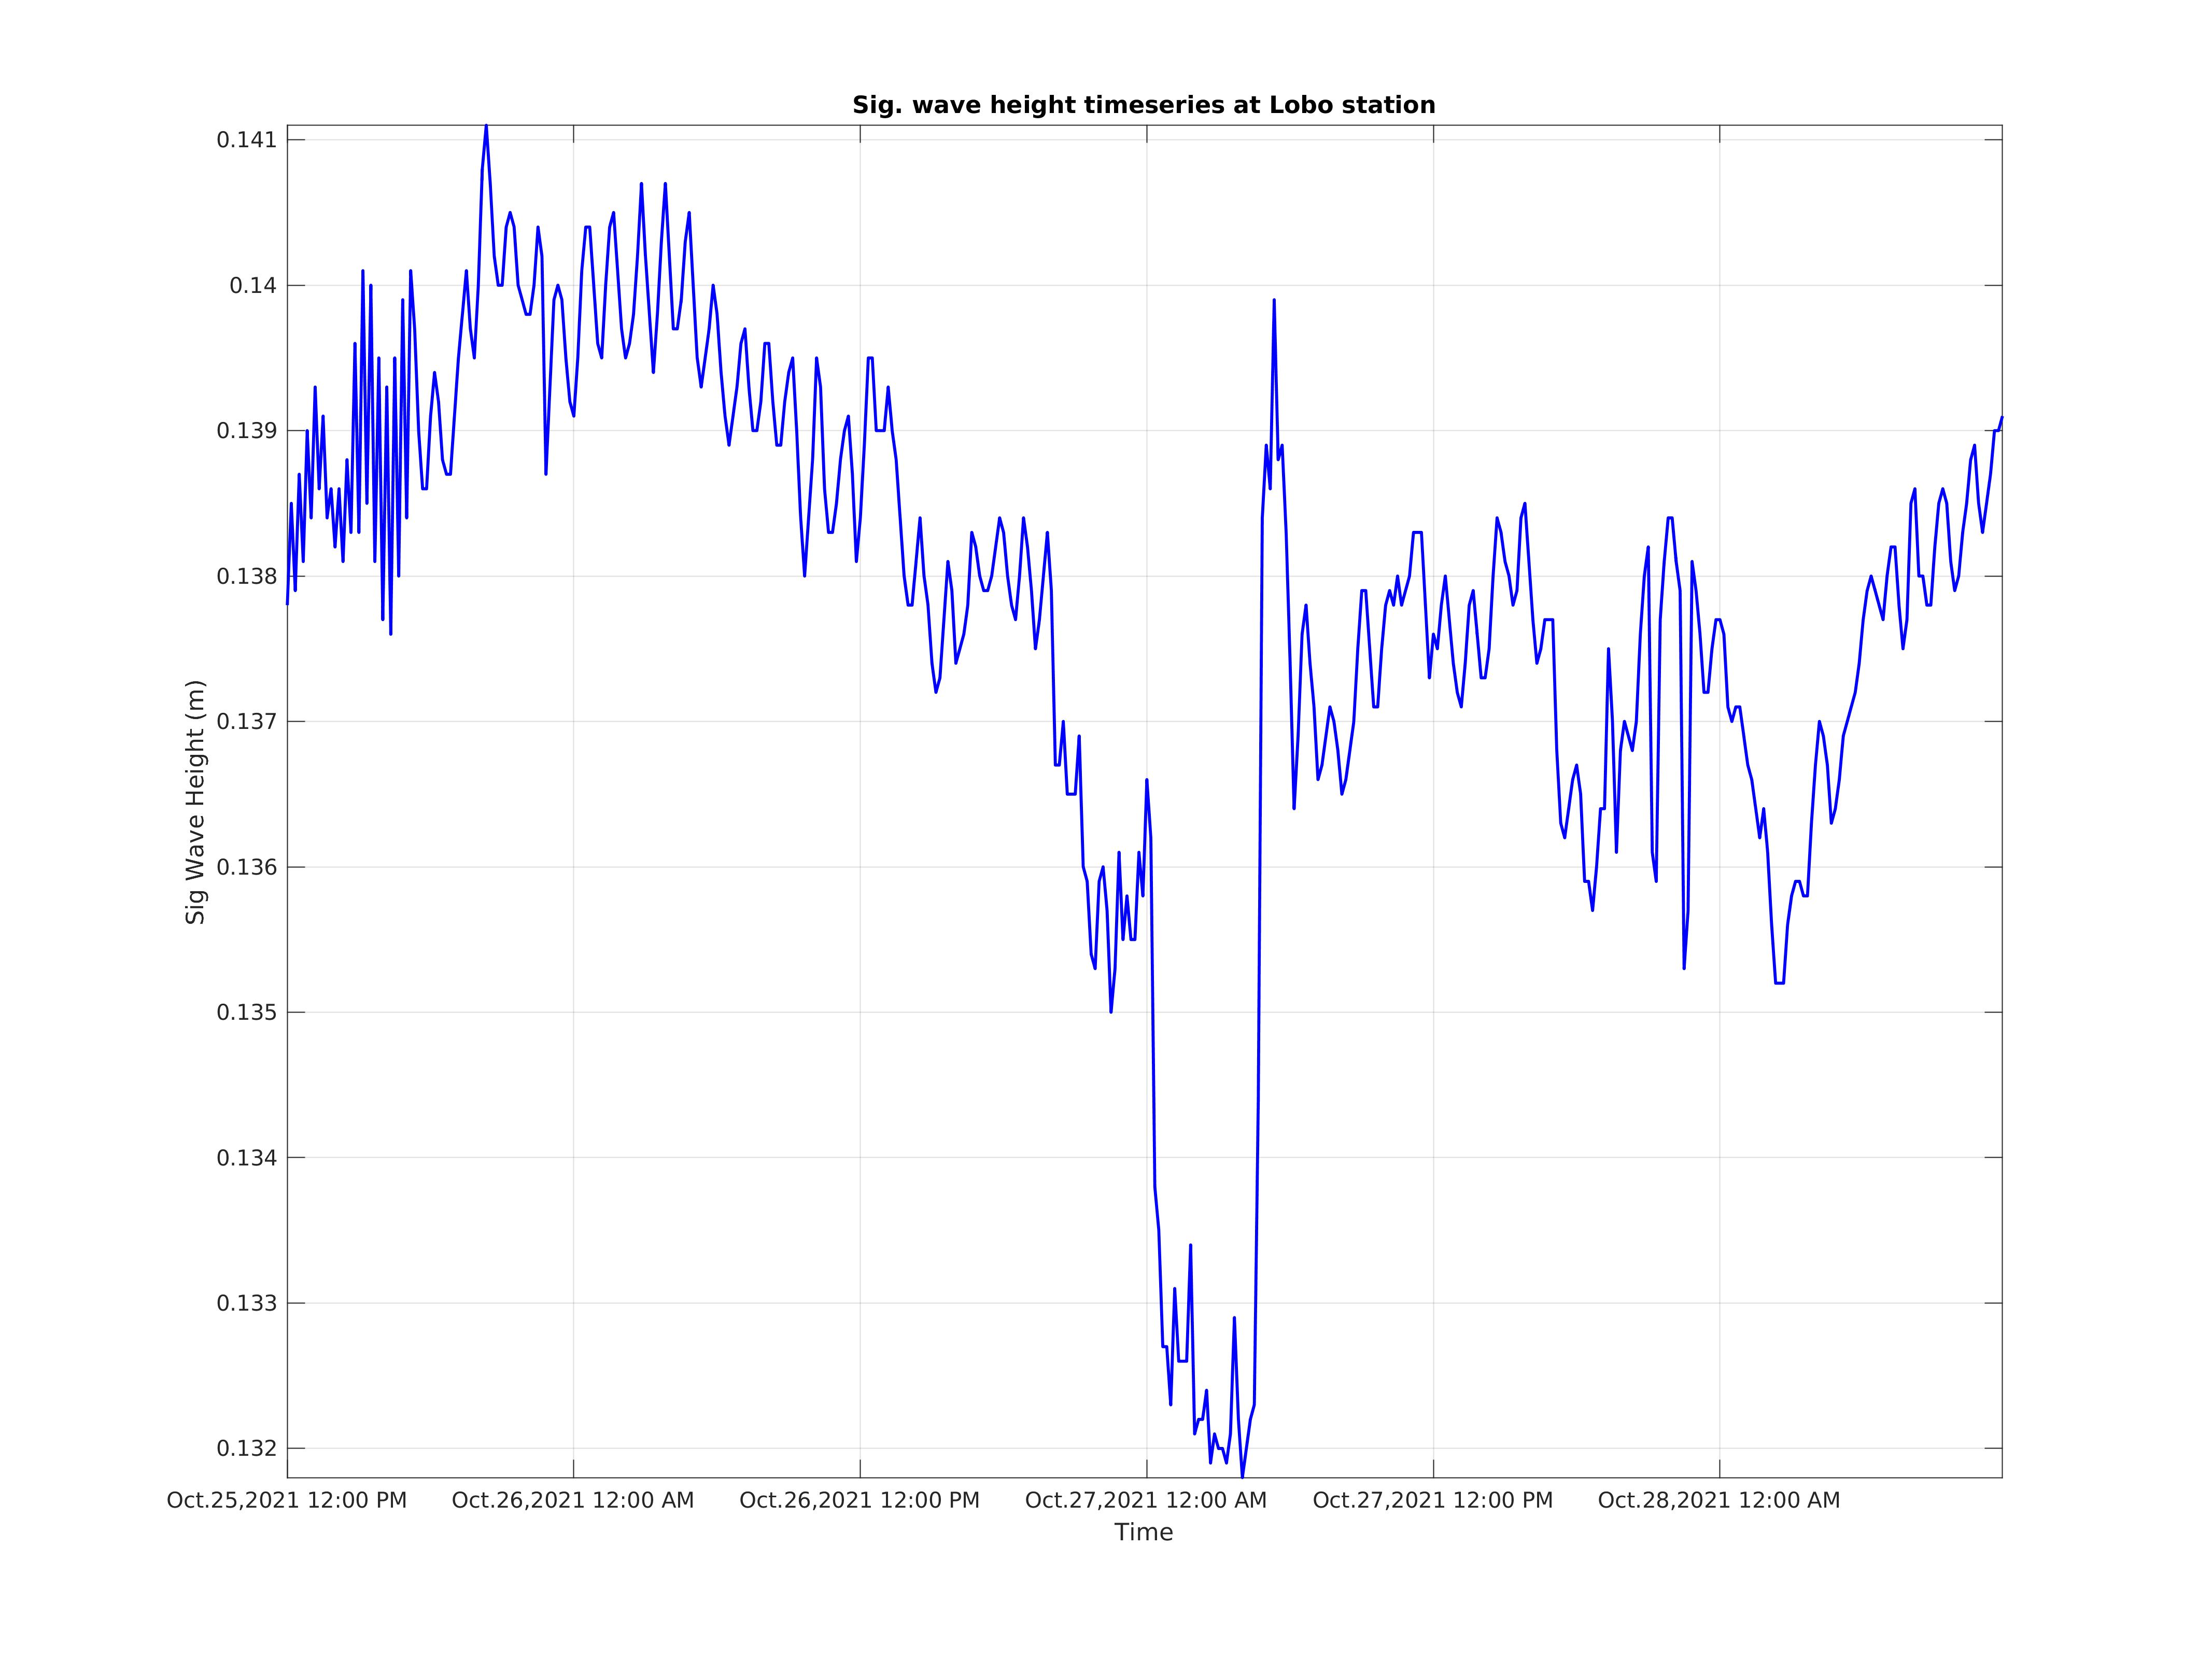 Sig. wave height timeseries at Lobo station
0.141
0.14
0.139
0.138
0.137
0.136
0.135
0.134
0.133
0.132
Sig Wave Height (m)
Oct.25,2021 12:00 PM
Oct.26,2021 12:00 AM
Oct.26,2021 12:00 PM
Oct.27,2021 12:00 AM
Oct.27,2021 12:00 PM
Oct.28,2021 12:00 AM
Time